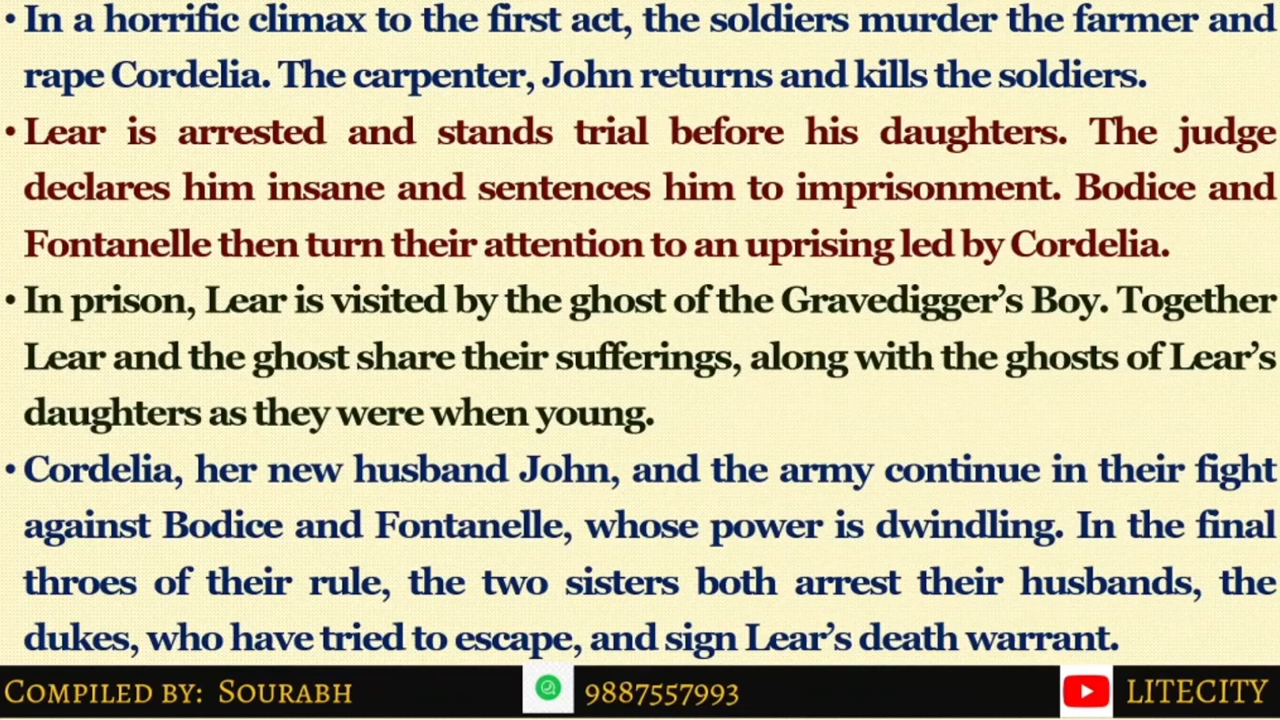 • In a horrific climax to the first act, the soldiers murder the farmer and
rape Cordelia. The carpenter, John returns and kills the soldiers.
• Lear is arrested and stands trial before his daughters. The judge
declares him insane and sentences him to imprisonment. Bodice and
Fontanelle then turn their attention to an uprising led by Cordelia.
• In prison, Lear is visited by the ghost of the Gravedigger’s Boy. Together
Lear and the ghost share their sufferings, along with the ghosts of Lear’s
daughters as they were when young.
• Cordelia, her new husband John, and the army continue in their fight
against Bodice and Fontanelle, whose power is dwindling. In the final
throes of their rule, the two sisters both arrest their husbands, the
dukes, who have tried to escape, and sign Lear’s death warrant.
Compiled by: Sourabh 9887557993 LITECITY